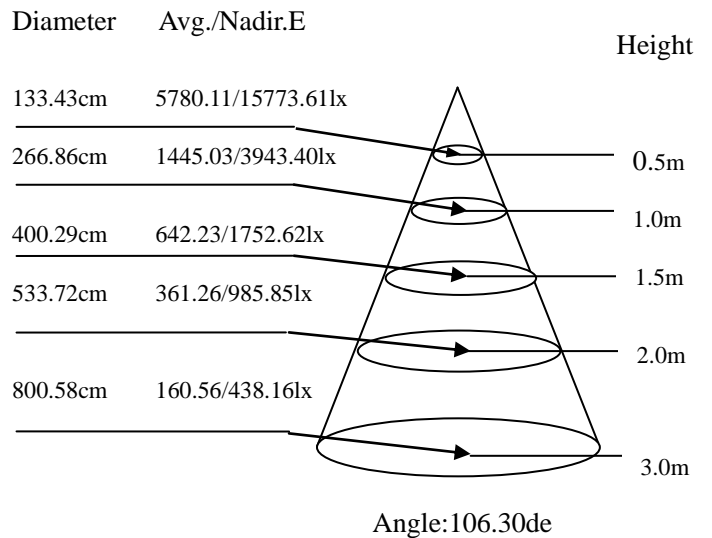 Diameter Avg./Nadir.E
Height
133.43cm 5780.11/15773.61lx
0.5m
266.86cm 1445.03/3943.40lx
1.0m
400.29cm 642.23/1752.62lx
1.5m
533.72cm 361.26/985.85lx
2.0m
800.58cm 160.56/438.16lx
3.0m
Angle:106.30de